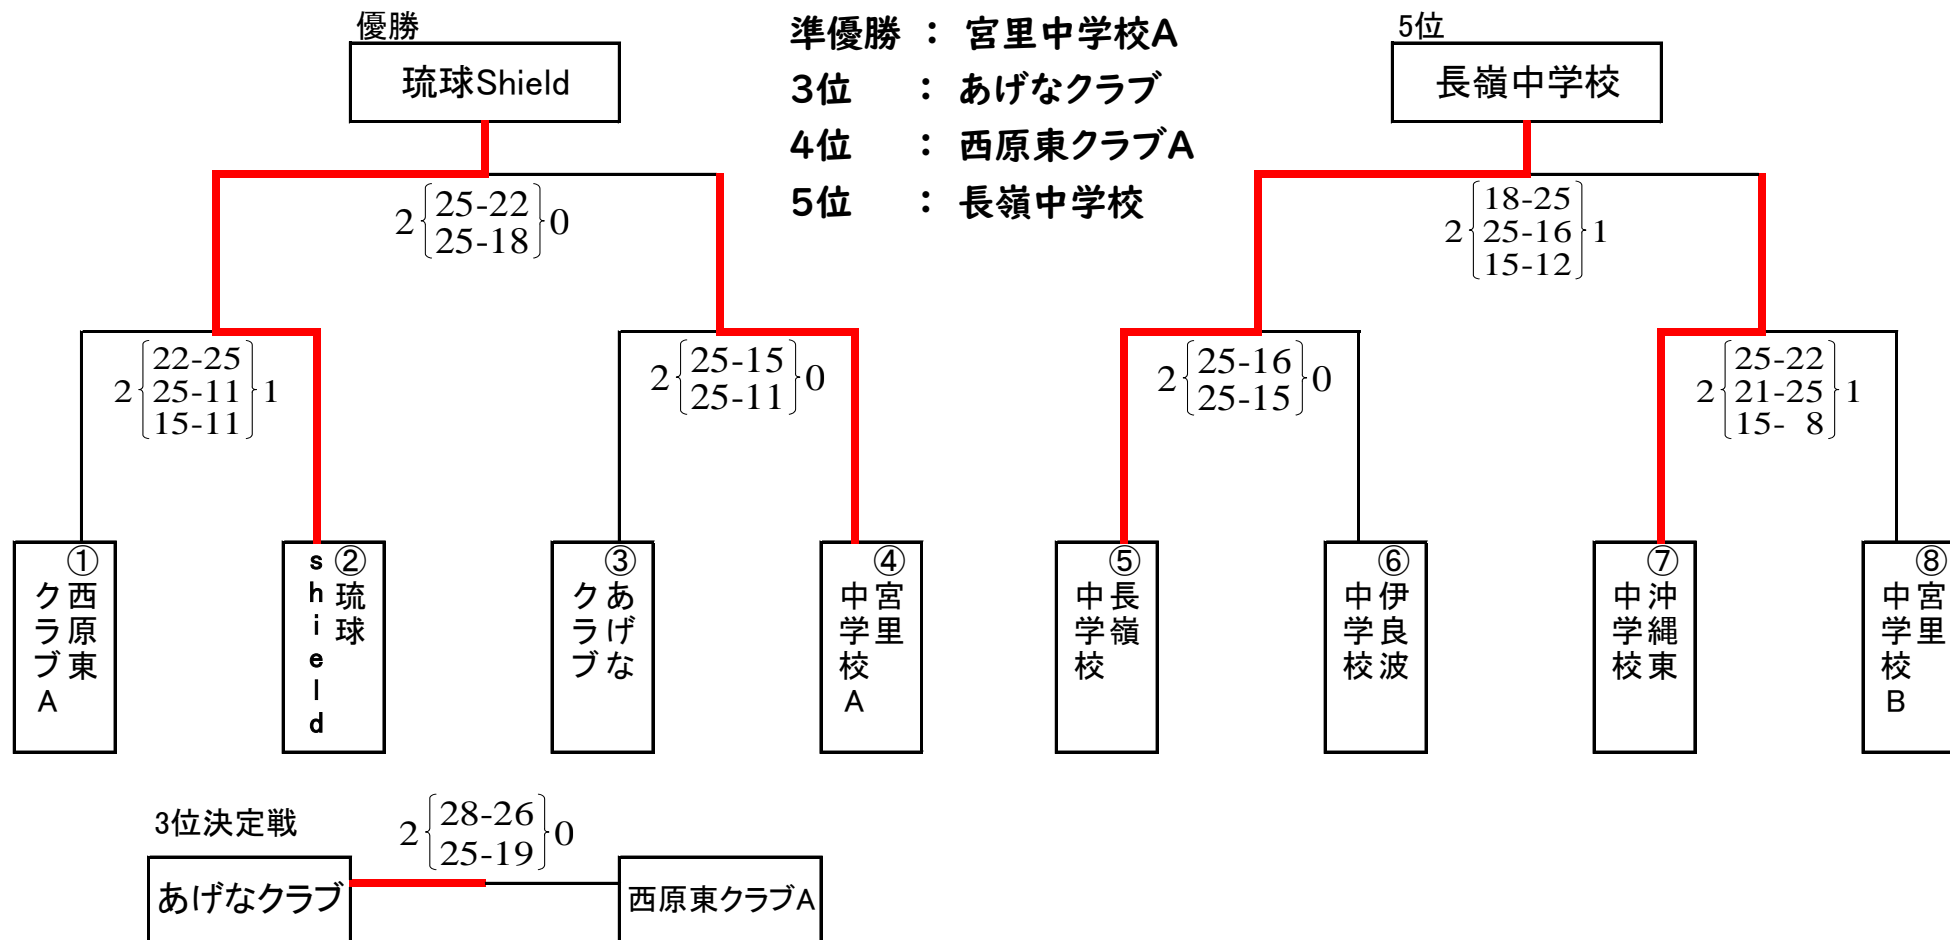 優勝
琉球Shield
準優勝 : 宮里中学校A
3位 : あげなクラブ
4位 : 西原東クラブA
5位 : 長嶺中学校
5位
長嶺中学校
2 25-22 0
25-18
18-25
2 25-16 1
15-12
22-25
2 25-11 1
15-11
2 25-15 0
25-11
2 25-16 0
25-15
25-22
2 21-25 1
15- 8
①西原東
クラブA
②琉球
shield
③あげな
クラブ
④宮里
中学校A
⑤長嶺
中学校
⑥伊良波
中学校
⑦沖縄東
中学校
⑧宮里
中学校B
3位決定戦
2 28-26 0
25-19
あげなクラブ
西原東クラブA